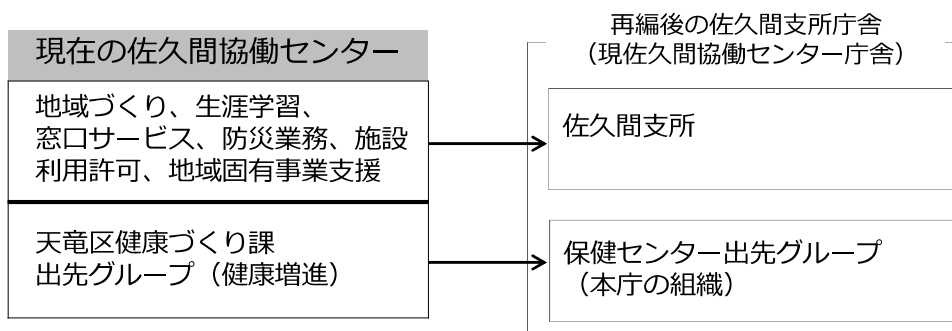 現在の佐久間協働センター
地域づくり、生涯学習、
窓口サービス、防災業務、施設
利用許可、地域固有事業支援
天竜区健康づくり課
出先グループ（健康増進）
再編後の佐久間支所庁舎
（現佐久間協働センター庁舎）
佐久間支所
保健センター出先グループ
（本庁の組織）